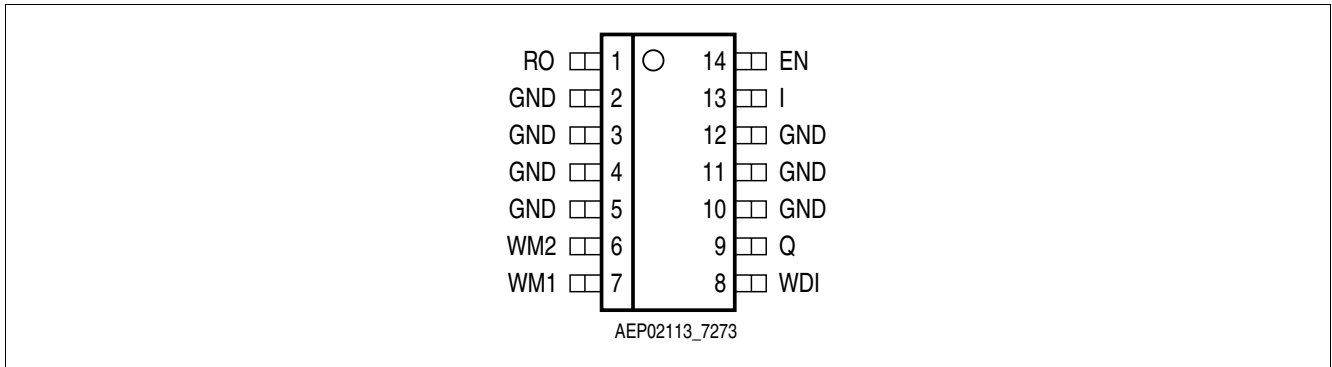 RO 1 14 EN
GND 2 13 I
GND 3 12 GND
GND 4 11 GND
GND 5 10 GND
WM2 6 9 Q
WM1 7 8 WDI
AEP02113_7273